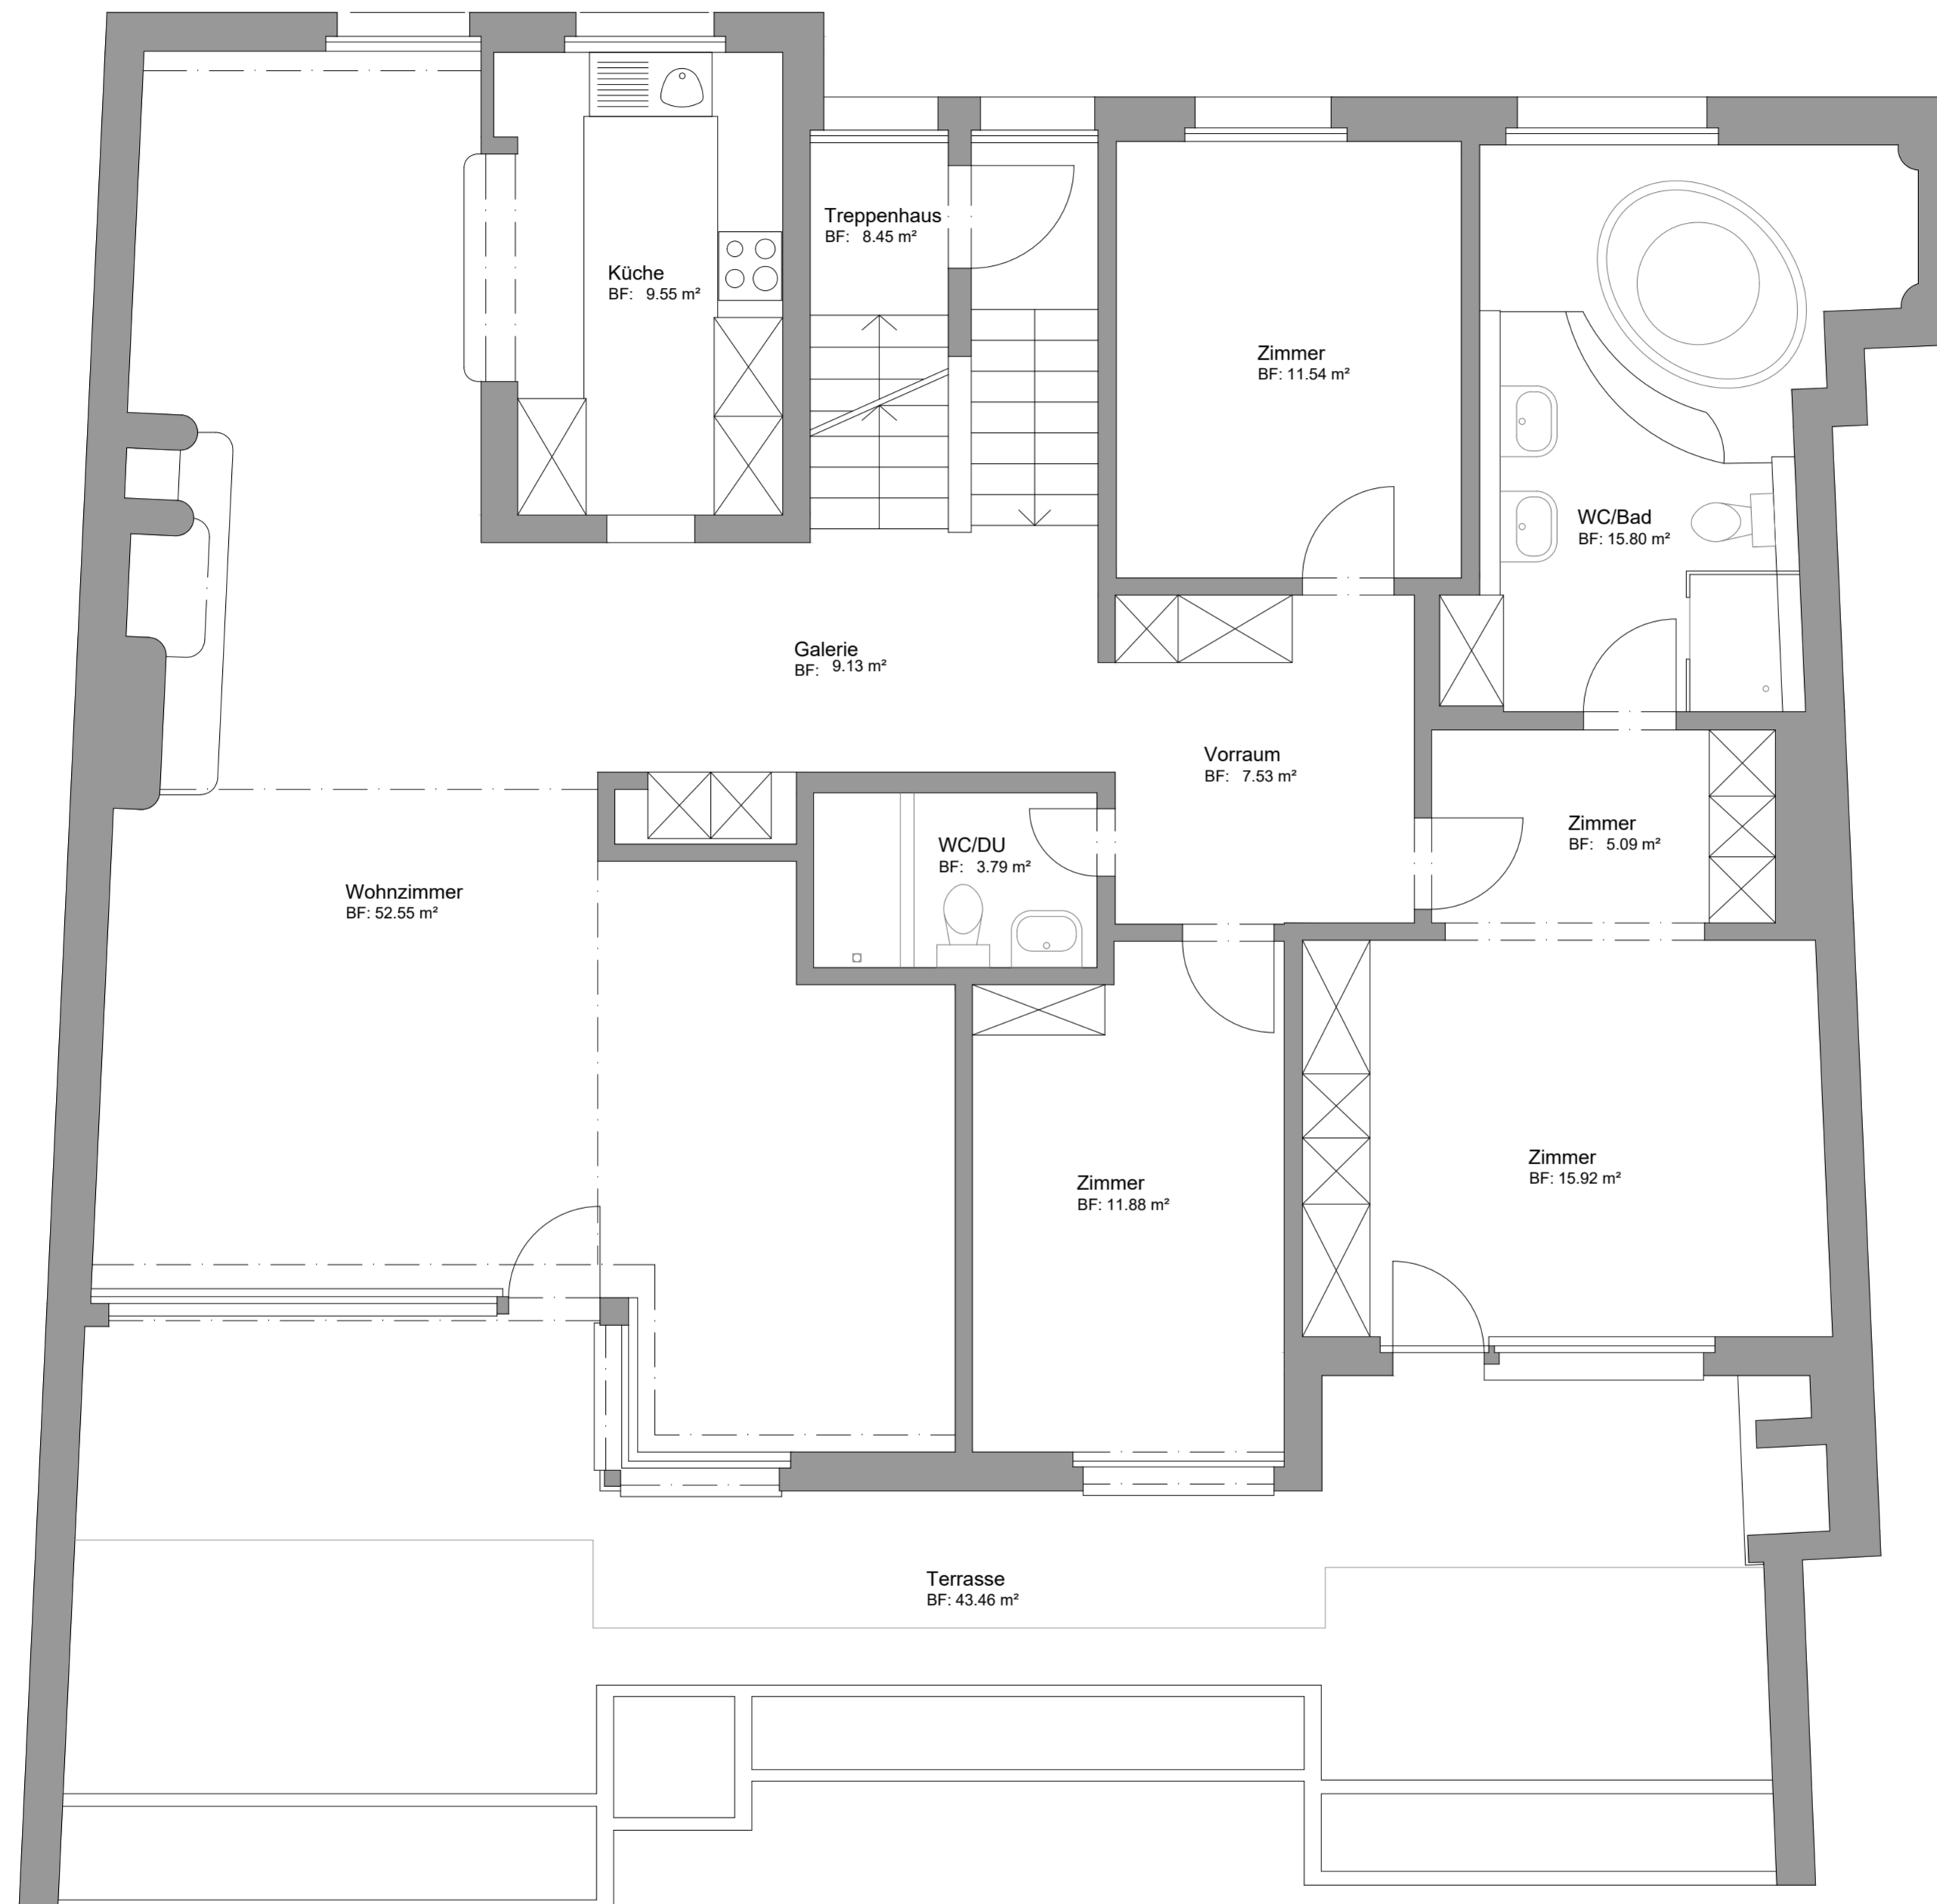 Treppenhaus
BF: 8.45 m²
Küche
BF: 9.55 m²
Zimmer
BF: 11.54 m²
WC/Bad
BF: 15.80 m²
Galerie
BF: 9.13 m²
Vorraum
BF: 7.53 m²
Zimmer
BF: 5.09 m²
WC/DU
BF: 3.79 m²
Wohnzimmer
BF: 52.55 m²
Zimmer
BF: 15.92 m²
Zimmer
BF: 11.88 m²
Terrasse
BF: 43.46 m²